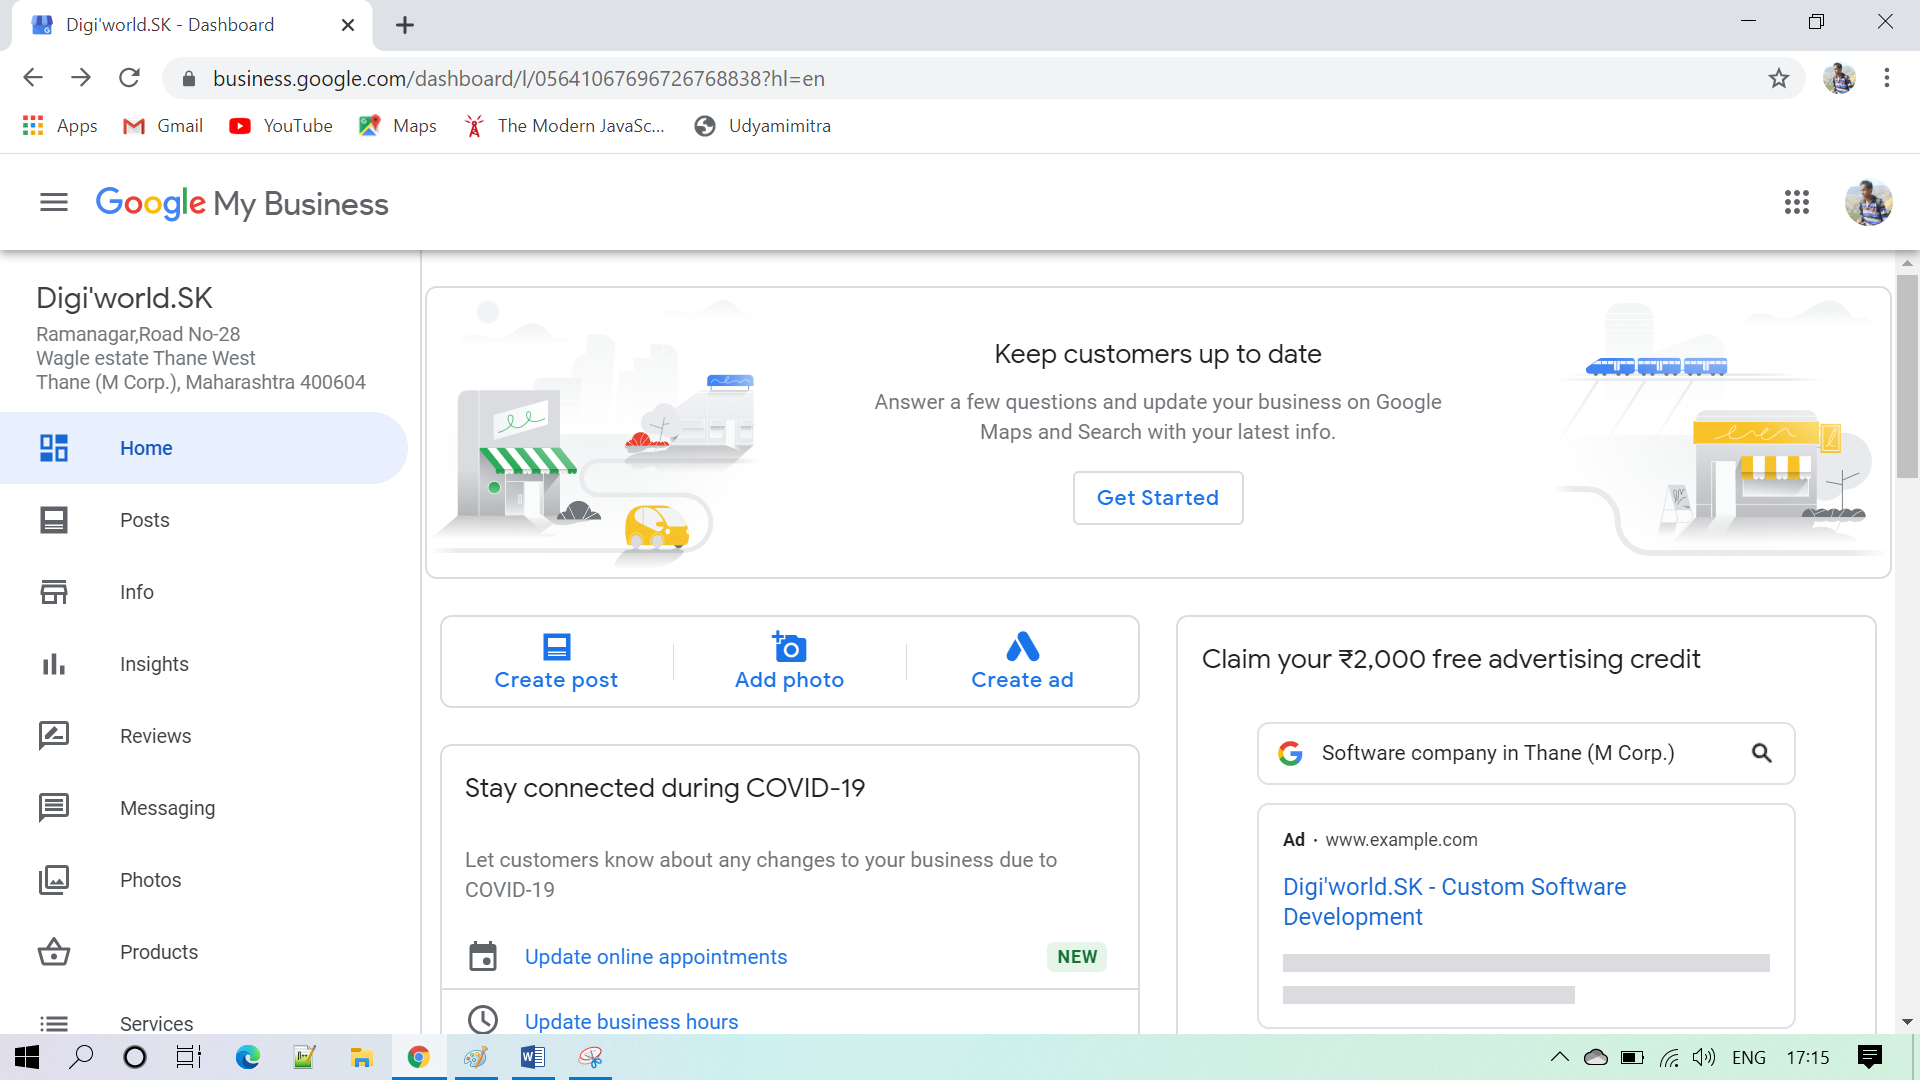 Digi'world.SK - Dashboard
business.google.com/dashboard/l/05641067696726768838?hl=en
Apps
Gmail
YouTube
Maps
The Modern JavaSc...
Udyamimitra
Google My Business
Digi'world.SK
Ramanagar,Road No-28
Wagle estate Thane West
Thane (M Corp.), Maharashtra 400604
Home
Posts
Info
Insights
Reviews
Messaging
Photos
Products
Services
Keep customers up to date
Answer a few questions and update your business on Google
Maps and Search with your latest info.
Get Started
Create post
Add photo
Create ad
Stay connected during COVID-19
Let customers know about any changes to your business due to
COVID-19
Update online appointments
NEW
Update business hours
Claim your ₹2,000 free advertising credit
Software company in Thane (M Corp.)
Ad · www.example.com
Digi'world.SK - Custom Software
Development
ENG
17:15